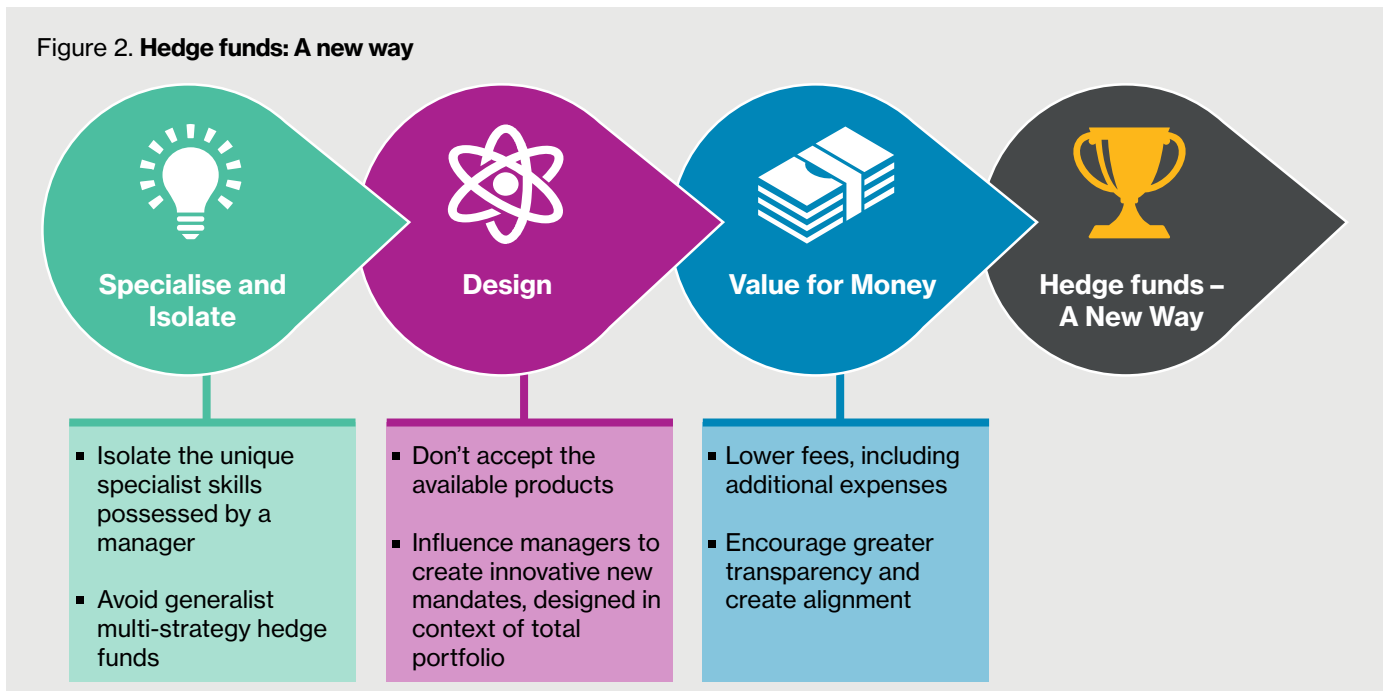 Figure 2. Hedge funds: A new way
Specialise and
Isolate
Design
Value for Money
Hedge funds –
A New Way
▪ Isolate the unique
specialist skills
possessed by a
manager
▪ Avoid generalist
multi-strategy hedge
funds
▪ Don’t accept the
available products
▪ Influence managers to
create innovative new
mandates, designed in
context of total
portfolio
▪ Lower fees, including
additional expenses
▪ Encourage greater
transparency and
create alignment